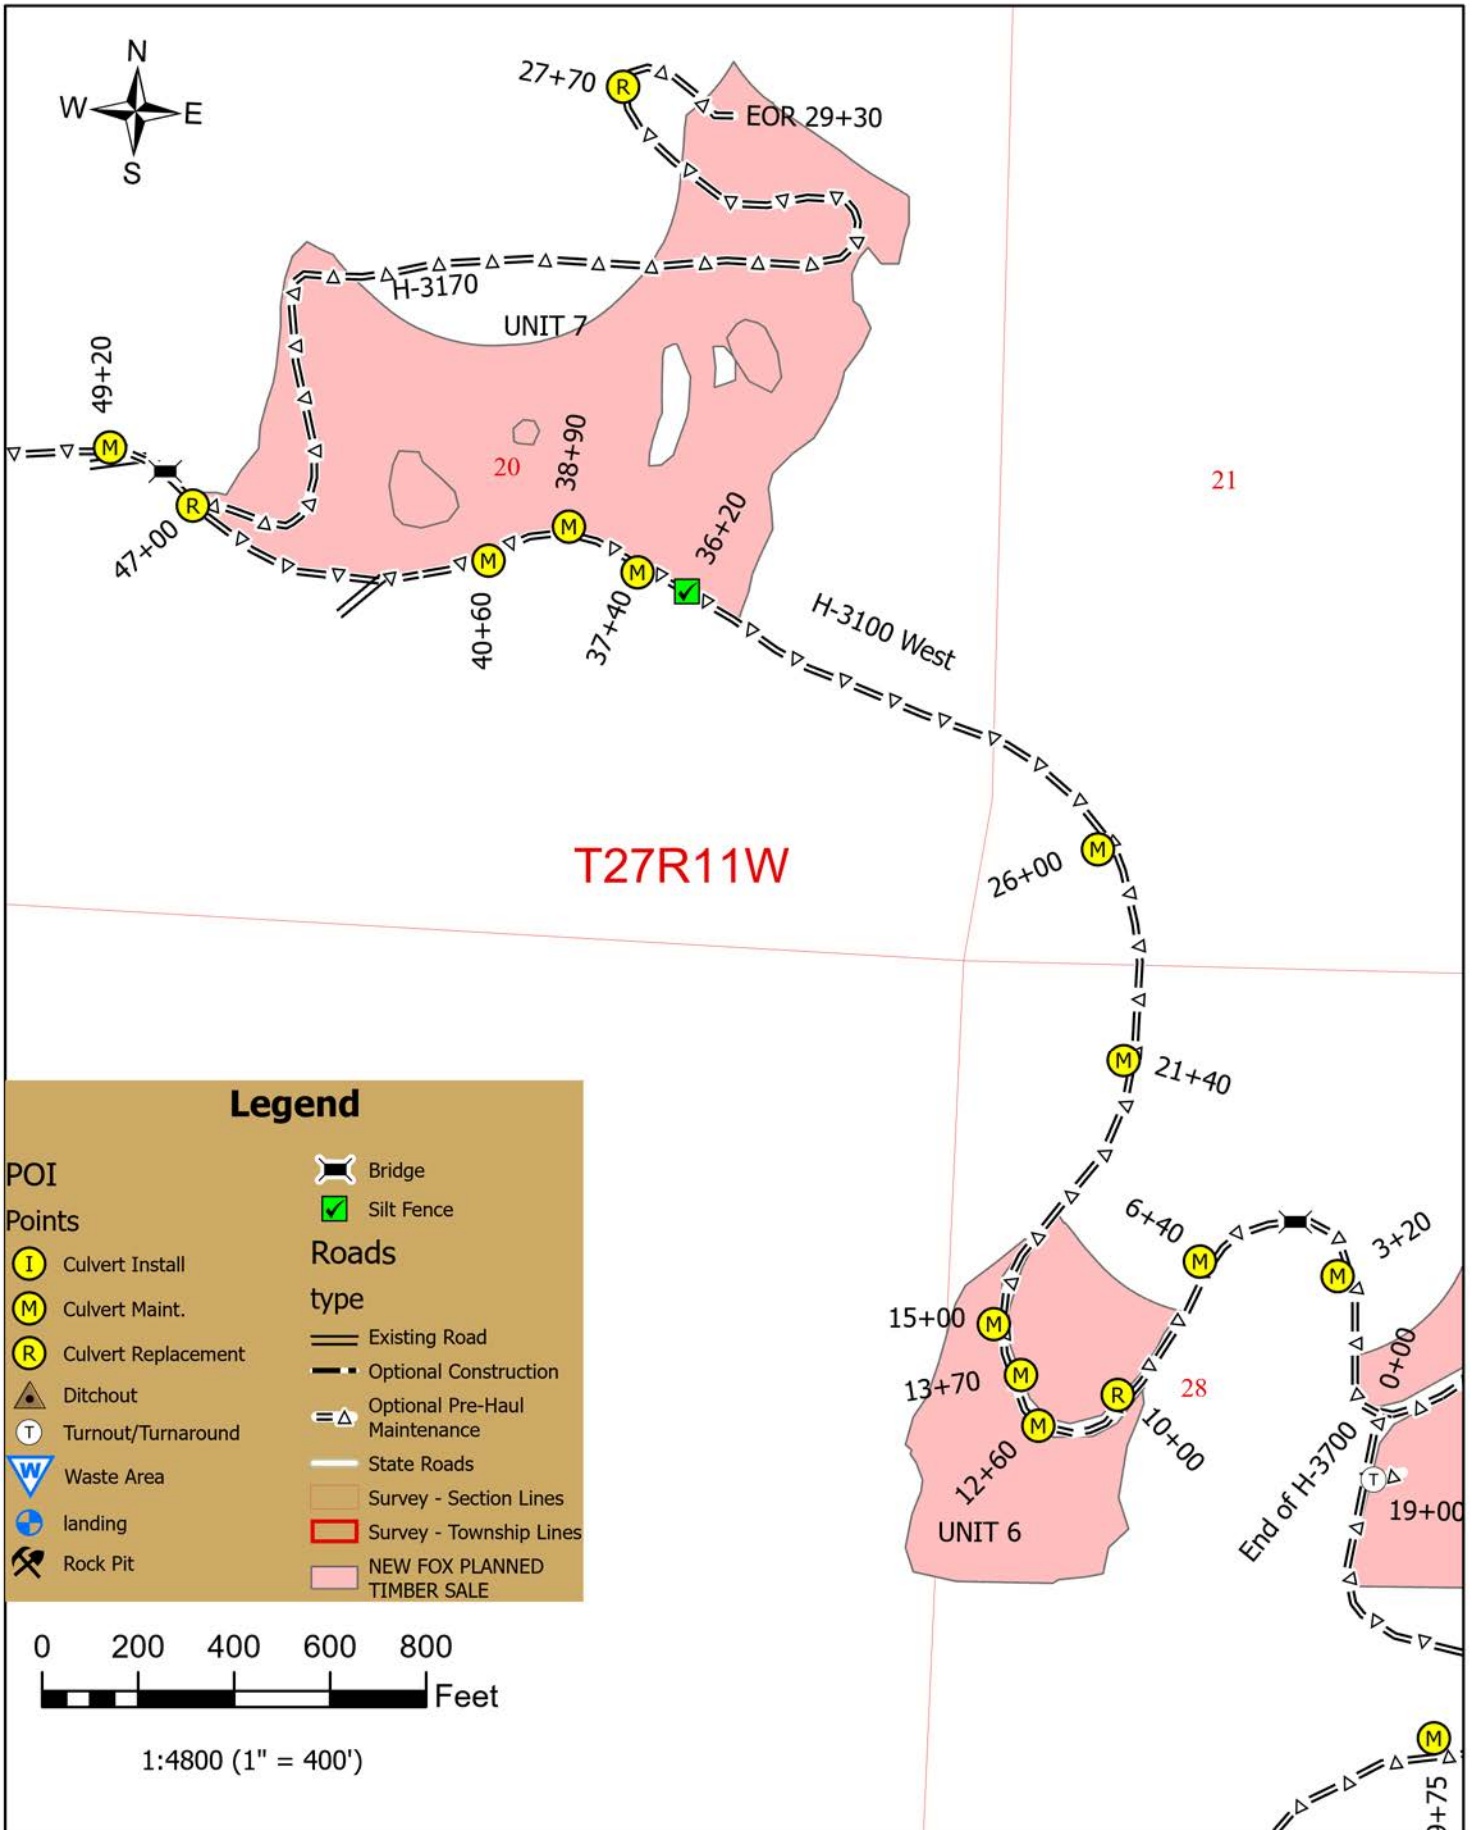 N
W E
S
27+70
R
EOR 29+30
H-3170
UNIT 7
49+20
M
20
38+90
21
R
47+00
M
M
M
36+20
40+60
37+40
H-3100 West
T27R11W
M
26+00
M
21+40
6+40
M
3+20
M
15+00
M
0+00
13+70
M
R
28
10+00
M
12+60
End of H-3700
T
19+00
UNIT 6
M
9+75
Legend
POI
Points
I Culvert Install
M Culvert Maint.
R Culvert Replacement
Ditchout
T Turnout/Turnaround
W Waste Area
landing
Rock Pit
Bridge
Silt Fence
Roads
type
Existing Road
Optional Construction
Optional Pre-Haul
Maintenance
State Roads
Survey - Section Lines
Survey - Township Lines
NEW FOX PLANNED
TIMBER SALE
0 200 400 600 800
Feet
1:4800 (1" = 400')